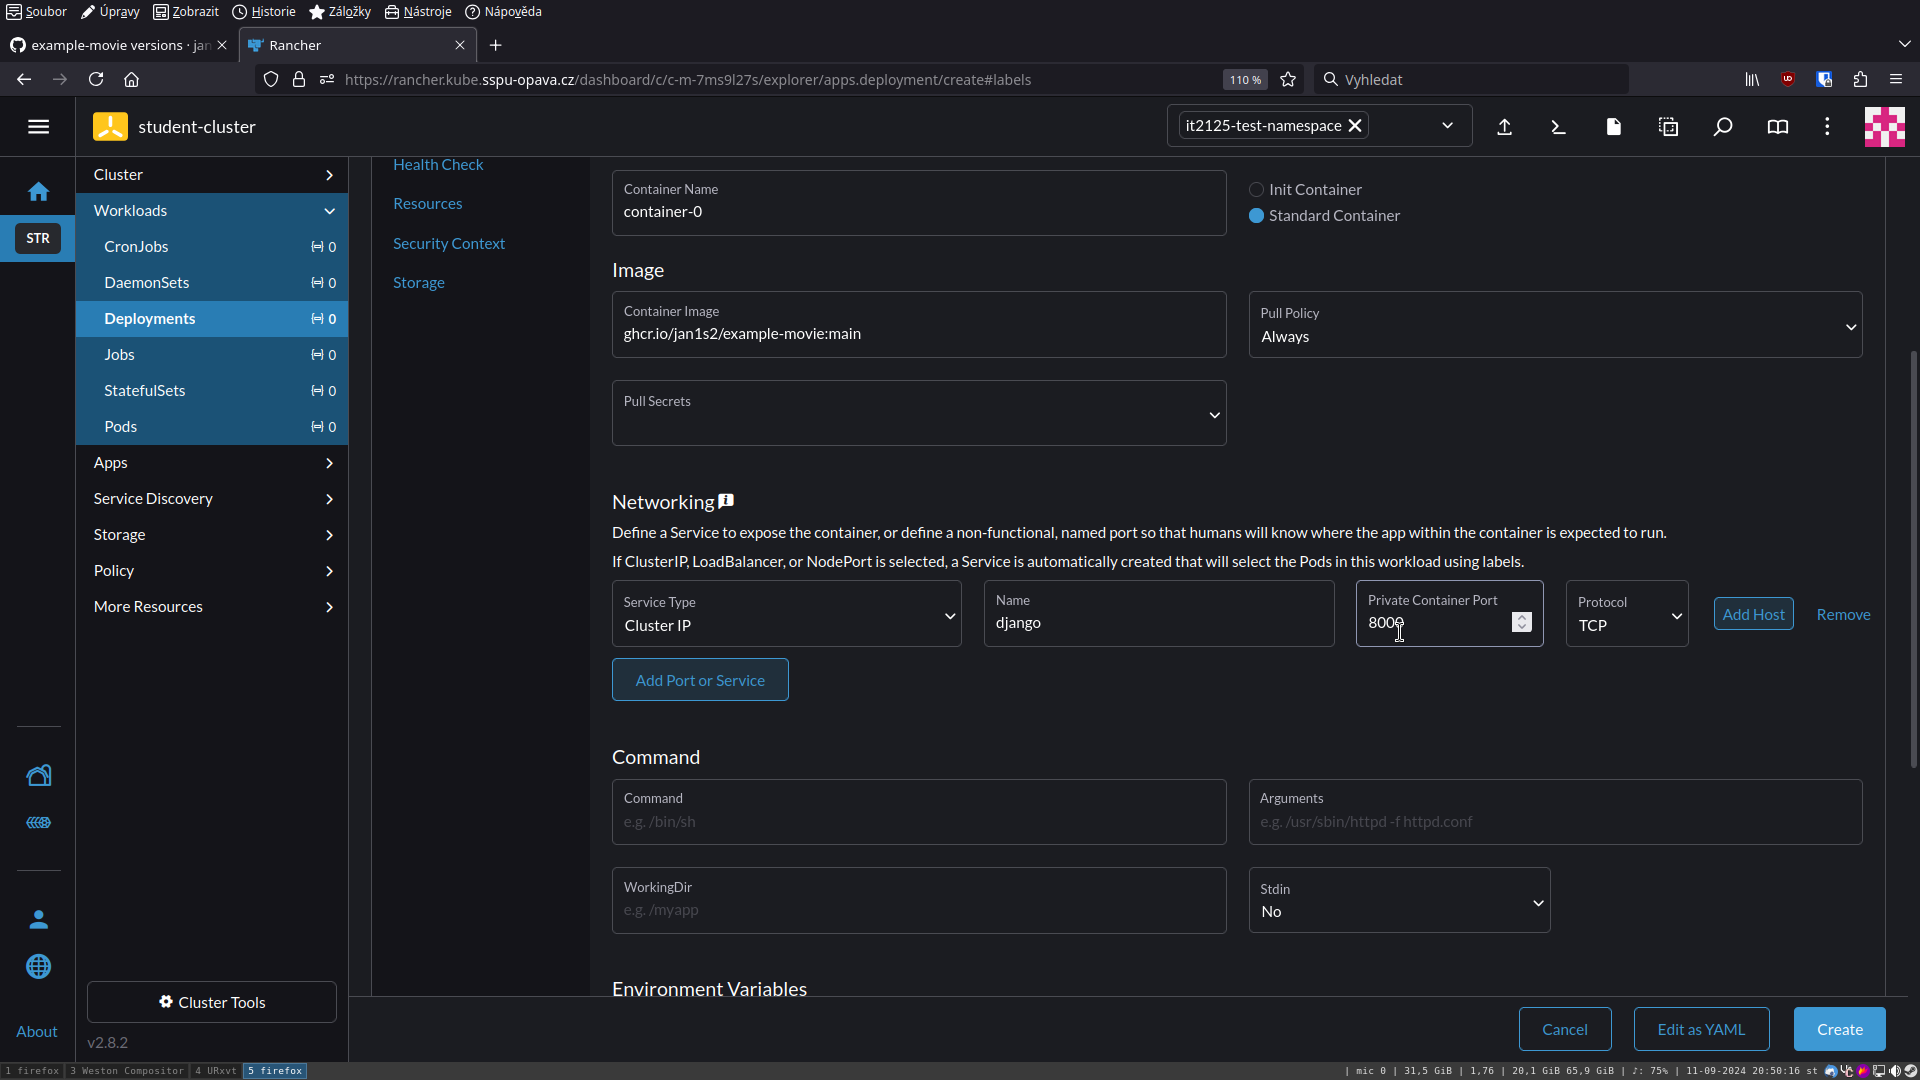 Soubor Úpravy Zobrazit Historie Záložky Nástroje Nápověda
example-movie versions · jan Rancher
https://rancher.kube.sspu-opava.cz/dashboard/c/c-m-7ms9l27s/explorer/apps.deployment/create#labels 110 % Vyhledat
student-cluster it2125-test-namespace
STR
Cluster
Workloads
CronJobs 0
DaemonSets 0
Deployments 0
Jobs 0
StatefulSets 0
Pods 0
Apps
Service Discovery
Storage
Policy
More Resources
Cluster Tools
About v2.8.2
Health Check
Resources
Security Context
Storage
Container Name
container-0
Init Container
Standard Container
Image
Container Image
ghcr.io/jan1s2/example-movie:main
Pull Policy
Always
Pull Secrets
Networking
Define a Service to expose the container, or define a non-functional, named port so that humans will know where the app within the container is expected to run.
If ClusterIP, LoadBalancer, or NodePort is selected, a Service is automatically created that will select the Pods in this workload using labels.
Service Type
Cluster IP
Name
django
Private Container Port
8000
Protocol
TCP
Add Host
Remove
Add Port or Service
Command
Command
e.g. /bin/sh
Arguments
e.g. /usr/sbin/httpd -f httpd.conf
WorkingDir
e.g. /myapp
Stdin
No
Environment Variables
Cancel Edit as YAML Create
1 firefox 3 Weston Compositor 4 URxvt 5 firefox | mic 0 | 31,5 GiB | 1,76 | 20,1 GiB 65,9 GiB | ♪: 75% | 11-09-2024 20:50:16 st